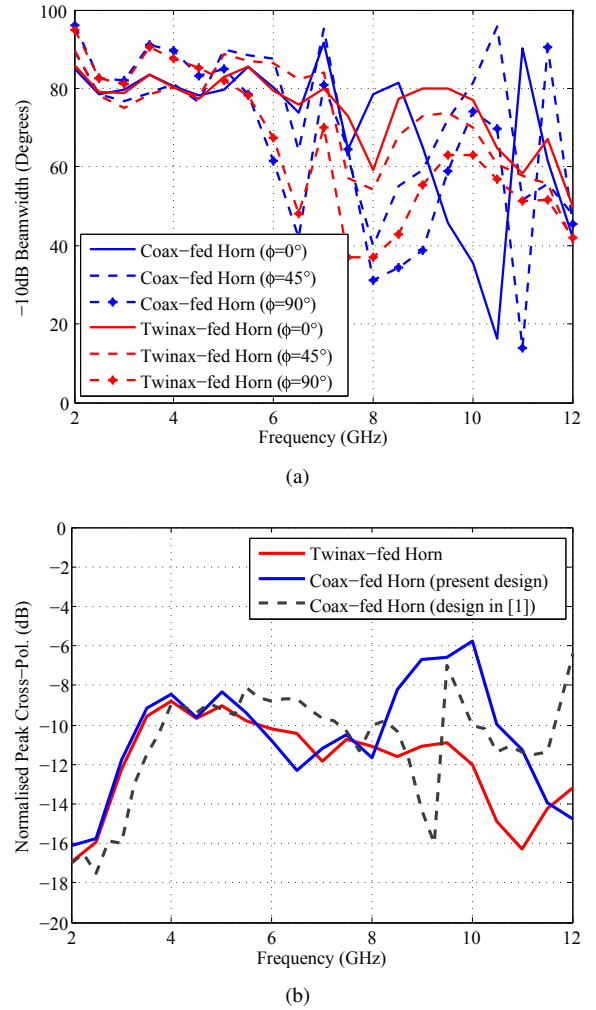 100
80
60
40
20
0
−10dB Beamwidth (Degrees)
Coax−fed Horn (ϕ=0°)
Coax−fed Horn (ϕ=45°)
Coax−fed Horn (ϕ=90°)
Twinax−fed Horn (ϕ=0°)
Twinax−fed Horn (ϕ=45°)
Twinax−fed Horn (ϕ=90°)
2 4 6 8 10 12
Frequency (GHz)
(a)
0
−2
−4
−6
−8
−10
−12
−14
−16
−18
−20
Normalised Peak Cross−Pol. (dB)
Twinax−fed Horn
Coax−fed Horn (present design)
Coax−fed Horn (design in [1])
2 4 6 8 10 12
Frequency (GHz)
(b)